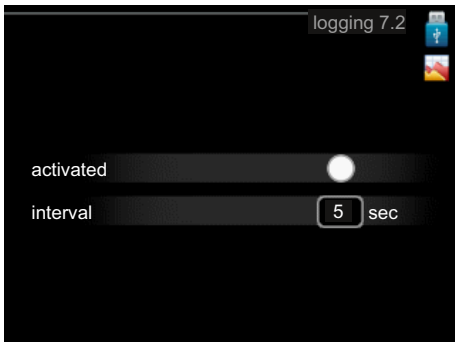 logging 7.2
activated
interval 5 sec